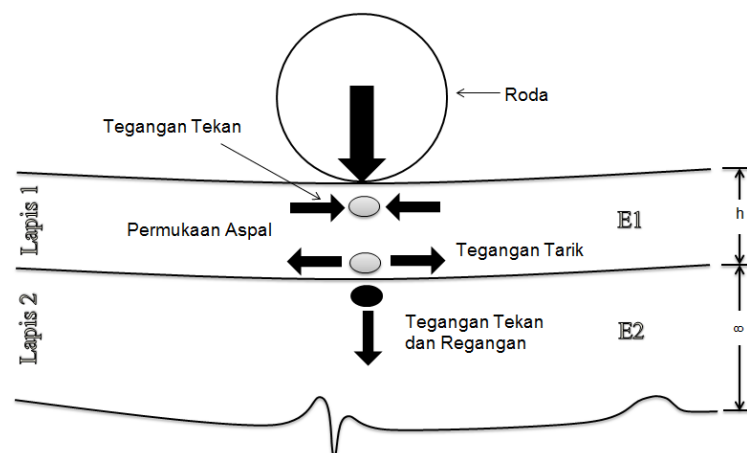 Roda
Tegangan Tekan
Lapis 1
Permukaan Aspal
E1
h
Tegangan Tarik
Lapis 2
Tegangan Tekan
dan Regangan
E2
∞